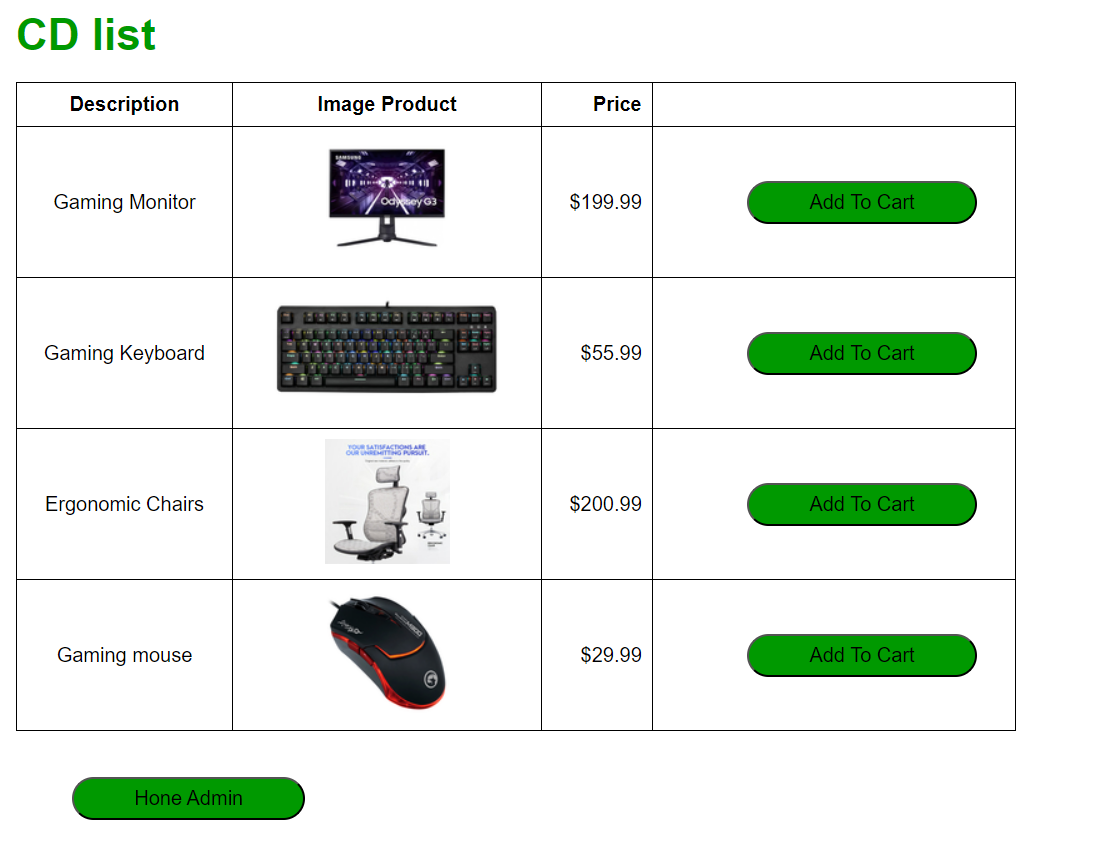 CD list
Description Image Product Price
SAMSUNG
Odyssey G3
Gaming Monitor $199.99 Add To Cart
Gaming Keyboard $55.99 Add To Cart
YOUR SATISFACTIONS ARE
OUR UNREMITTING PURSUIT.
Ergonomic Chairs $200.99 Add To Cart
Gaming mouse $29.99 Add To Cart
Hone Admin